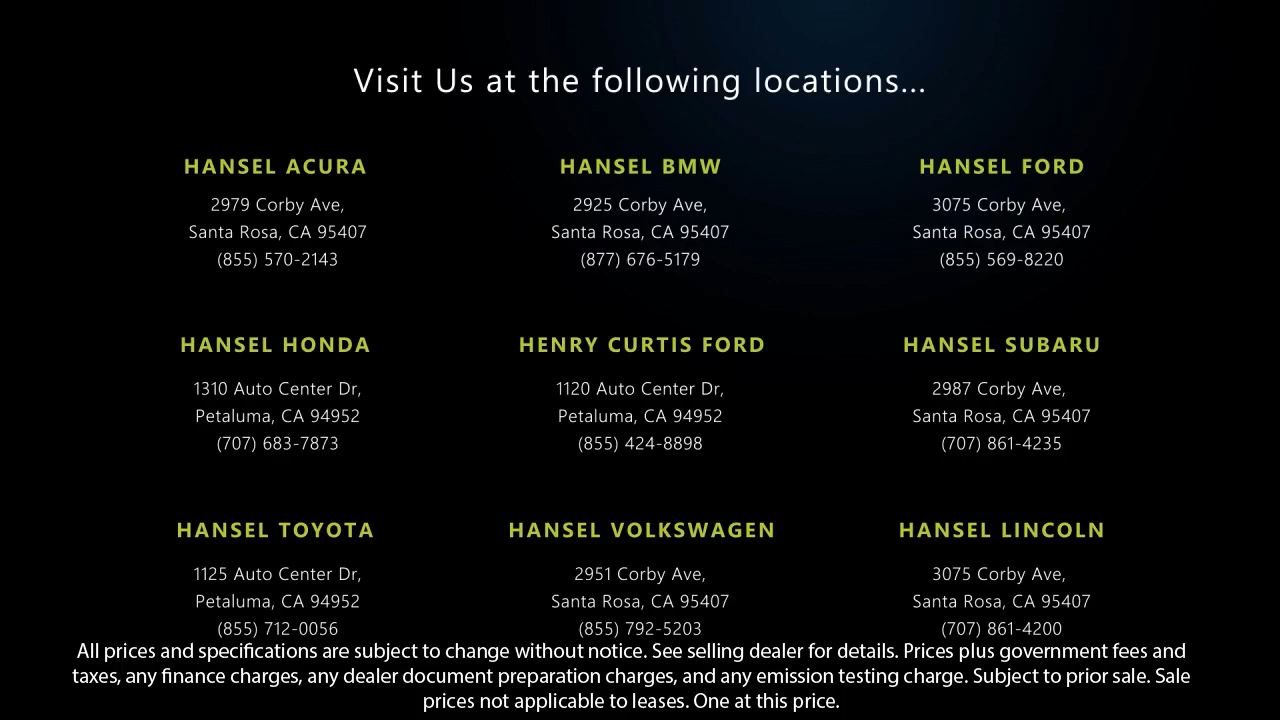 Visit Us at the following locations...
HANSEL ACURA
2979 Corby Ave,
Santa Rosa, CA 95407
(855) 570-2143
HANSEL BMW
2925 Corby Ave,
Santa Rosa, CA 95407
(877) 676-5179
HANSEL FORD
3075 Corby Ave,
Santa Rosa, CA 95407
(855) 569-8220
HANSEL HONDA
1310 Auto Center Dr,
Petaluma, CA 94952
(707) 683-7873
HENRY CURTIS FORD
1120 Auto Center Dr,
Petaluma, CA 94952
(855) 424-8898
HANSEL SUBARU
2987 Corby Ave,
Santa Rosa, CA 95407
(707) 861-4235
HANSEL TOYOTA
1125 Auto Center Dr,
Petaluma, CA 94952
(855) 712-0056
HANSEL VOLKSWAGEN
2951 Corby Ave,
Santa Rosa, CA 95407
(855) 792-5203
HANSEL LINCOLN
3075 Corby Ave,
Santa Rosa, CA 95407
(707) 861-4200
All prices and specifications are subject to change without notice. See selling dealer for details. Prices plus government fees and
taxes, any finance charges, any dealer document preparation charges, and any emission testing charge. Subject to prior sale. Sale
prices not applicable to leases. One at this price.